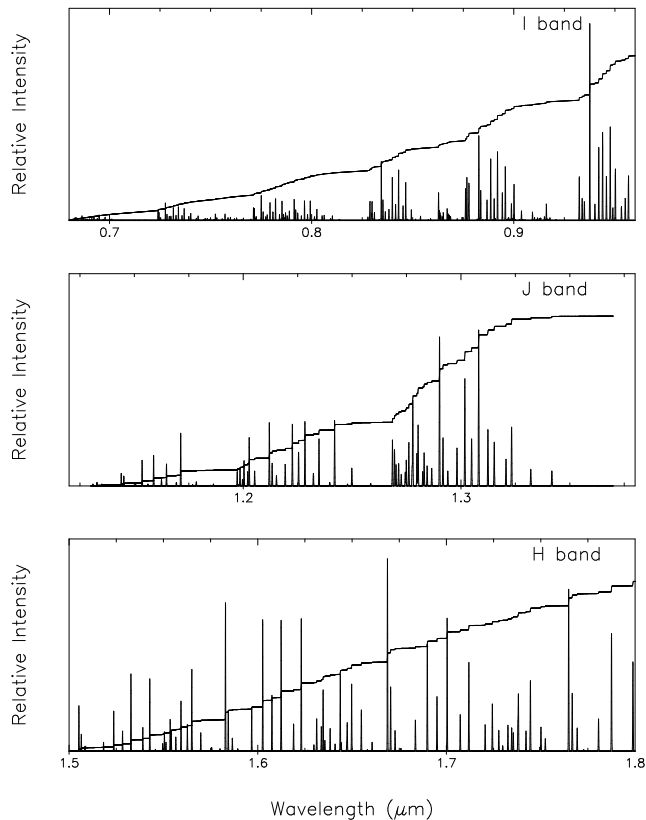 I band
Relative Intensity
0.7 0.8 0.9
J band
Relative Intensity
1.2 1.3
H band
Relative Intensity
1.5 1.6 1.7 1.8
Wavelength (μm)